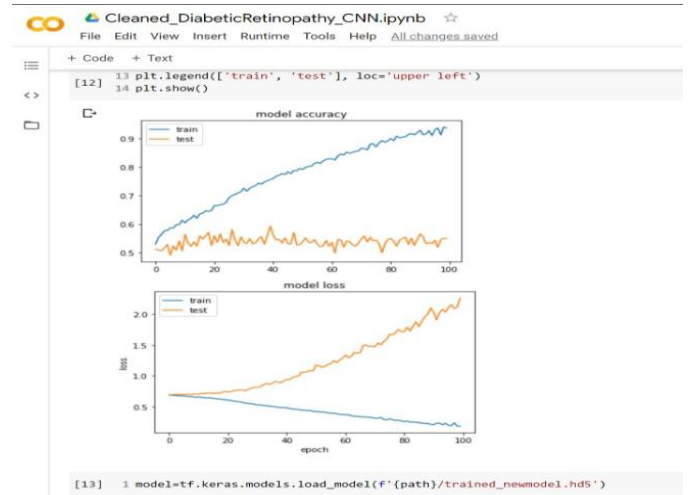 CO Cleaned_DiabeticRetinopathy_CNN.ipynb
File Edit View Insert Runtime Tools Help All changes saved
+ Code + Text
[12] 13 plt.legend(['train', 'test'], loc='upper left')
14 plt.show()
model accuracy
train
test
0.9
0.8
0.7
0.6
0.5
0 20 40 60 80 100
model loss
train
test
2.0
1.5
1.0
0.5
loss
0 20 40 60 80 100
epoch
[13] 1 model=tf.keras.models.load_model(f'{path}/trained_newmodel.hd5')